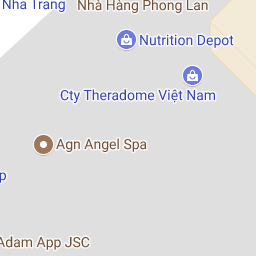 Nha Trang
Nhà Hàng Phong Lan
Nutrition Depot
Cty Theradome Việt Nam
Agn Angel Spa
Adam App JSC